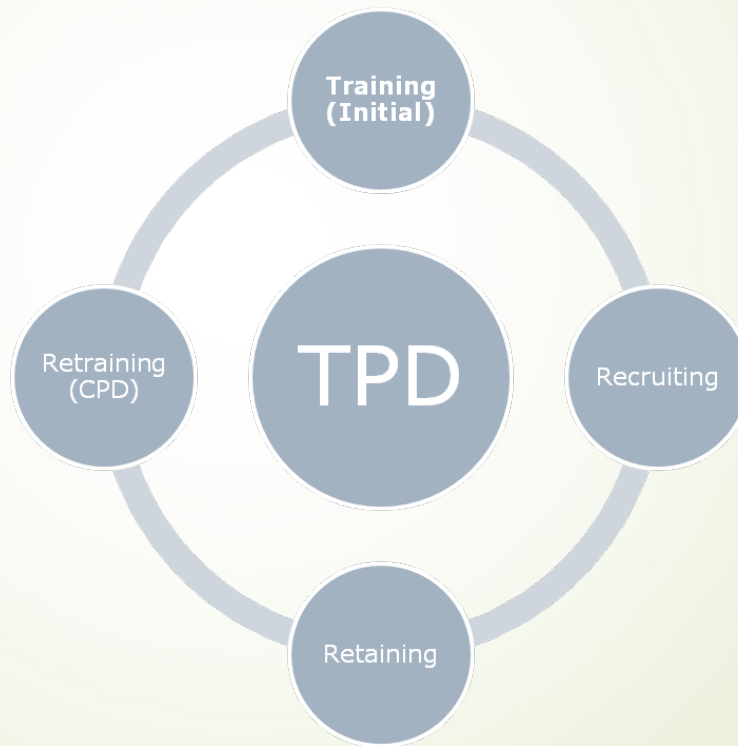 Training
(Initial)
Retraining
(CPD)
TPD
Recruiting
Retaining